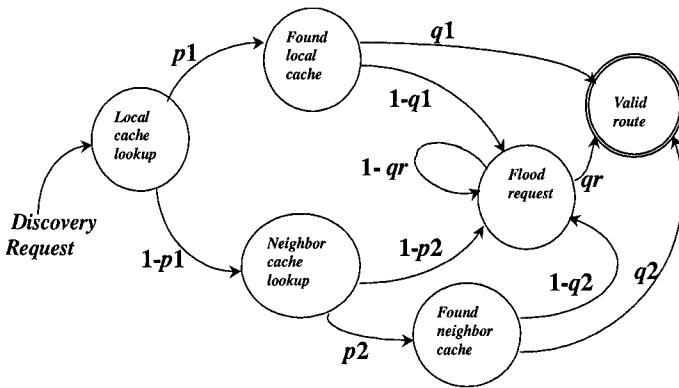 Found
local
cache
q1
p1
Valid
route
1-q1
Local
cache
lookup
1- qr
Flood
request
qr
Discovery
Request
1-p1
Neighbor
cache
lookup
1-p2
1-q2
q2
p2
Found
neighbor
cache